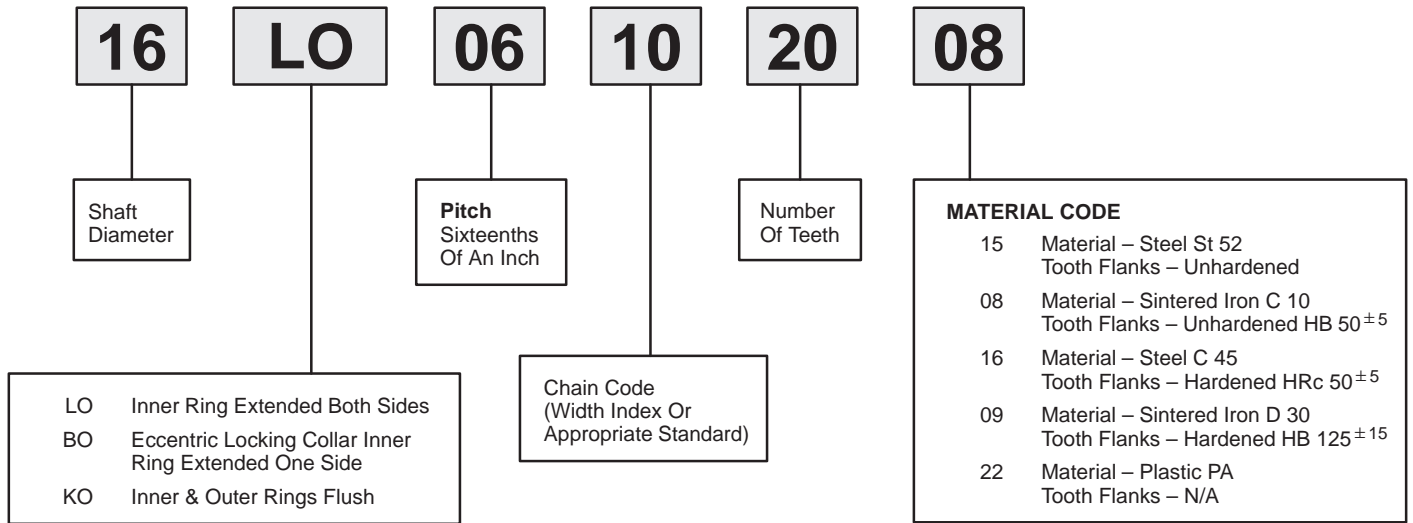 16 LO 06 10 20 08
Shaft
Diameter
Pitch
Sixteenths
Of An Inch
Number
Of Teeth
LO Inner Ring Extended Both Sides
BO Eccentric Locking Collar Inner
Ring Extended One Side
KO Inner & Outer Rings Flush
Chain Code
(Width Index Or
Appropriate Standard)
MATERIAL CODE
15 Material – Steel St 52
Tooth Flanks – Unhardened
08 Material – Sintered Iron C 10
Tooth Flanks – Unhardened HB 50±5
16 Material – Steel C 45
Tooth Flanks – Hardened HRc 50±5
09 Material – Sintered Iron D 30
Tooth Flanks – Hardened HB 125±15
22 Material – Plastic PA
Tooth Flanks – N/A